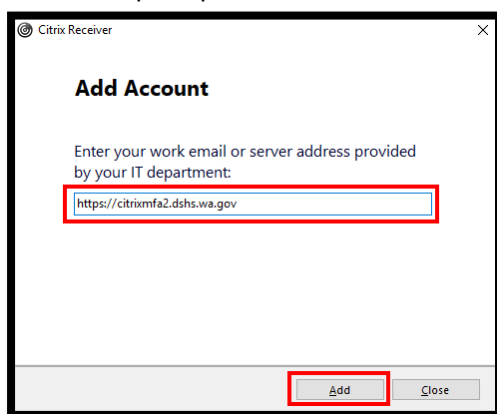 Citrix Receiver
Add Account
Enter your work email or server address provided
by your IT department:
https://citrixmfa2.dshs.wa.gov
Add Close